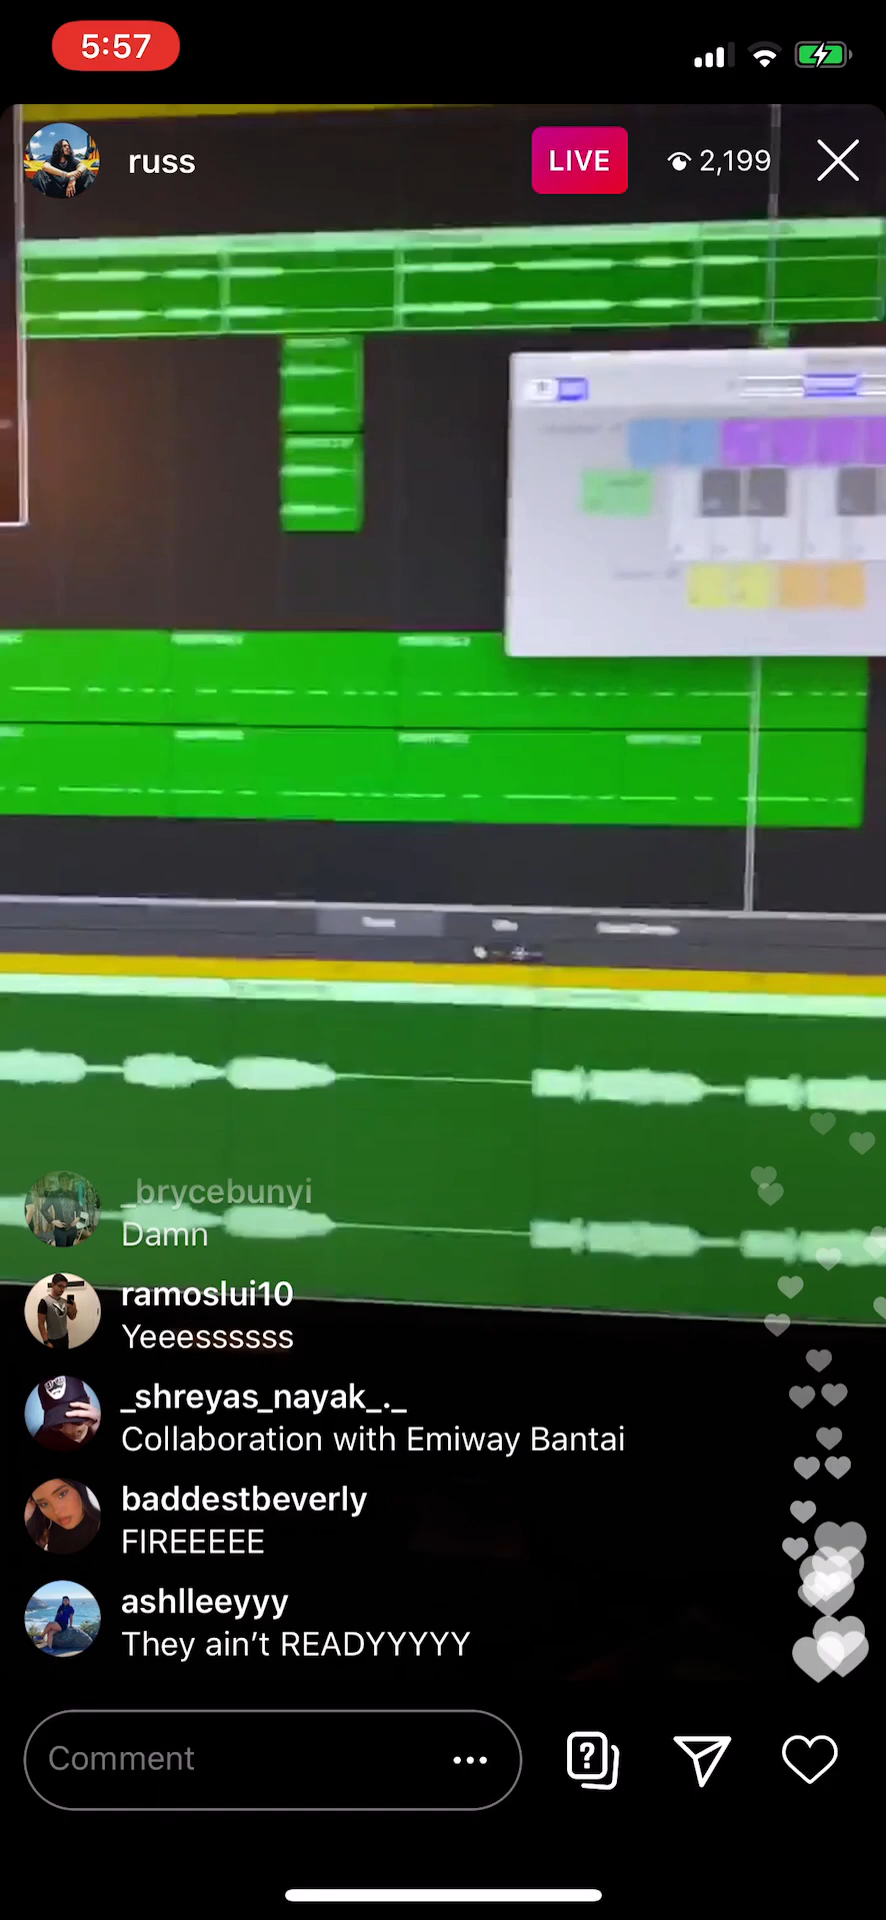 5:57
russ
LIVE
2,199
_brycebunyi
Damn
ramoslui10
Yeeessssss
_shreyas_nayak_._
Collaboration with Emiway Bantai
baddestbeverly
FIREEEEE
ashlleeyyy
They ain't READYYYYY
Comment